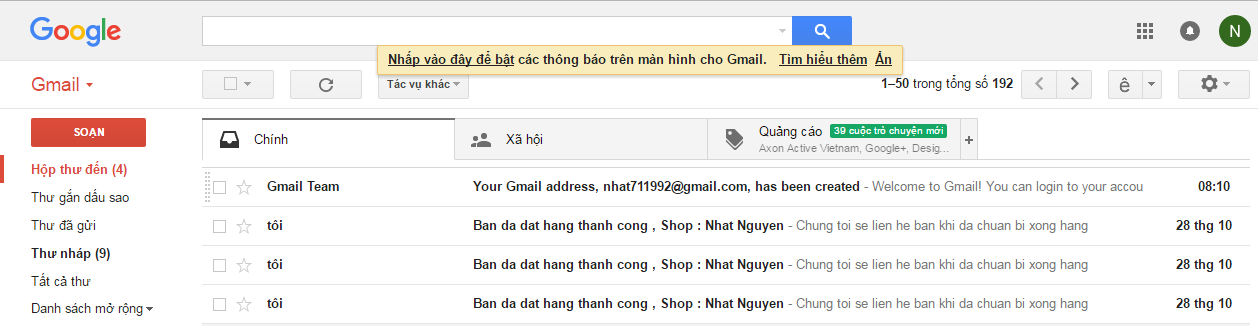 Google
N
Nhấp vào đây để bật các thông báo trên màn hình cho Gmail. Tìm hiểu thêm Ẩn
Gmail
Tác vụ khác
1–50 trong tổng số 192
ê
SOẠN
Chính
Xã hội
Quảng cáo 39 cuộc trò chuyện mới
Axon Active Vietnam, Google+, Desig...
+
Hộp thư đến (4)
Thư gắn dấu sao
Thư đã gửi
Thư nháp (9)
Tất cả thư
Danh sách mở rộng
Gmail Team Your Gmail address, nhat711992@gmail.com, has been created - Welcome to Gmail! You can login to your accou 08:10
tôi Ban da dat hang thanh cong , Shop : Nhat Nguyen - Chung toi se lien he ban khi da chuan bi xong hang 28 thg 10
tôi Ban da dat hang thanh cong , Shop : Nhat Nguyen - Chung toi se lien he ban khi da chuan bi xong hang 28 thg 10
tôi Ban da dat hang thanh cong , Shop : Nhat Nguyen - Chung toi se lien he ban khi da chuan bi xong hang 28 thg 10